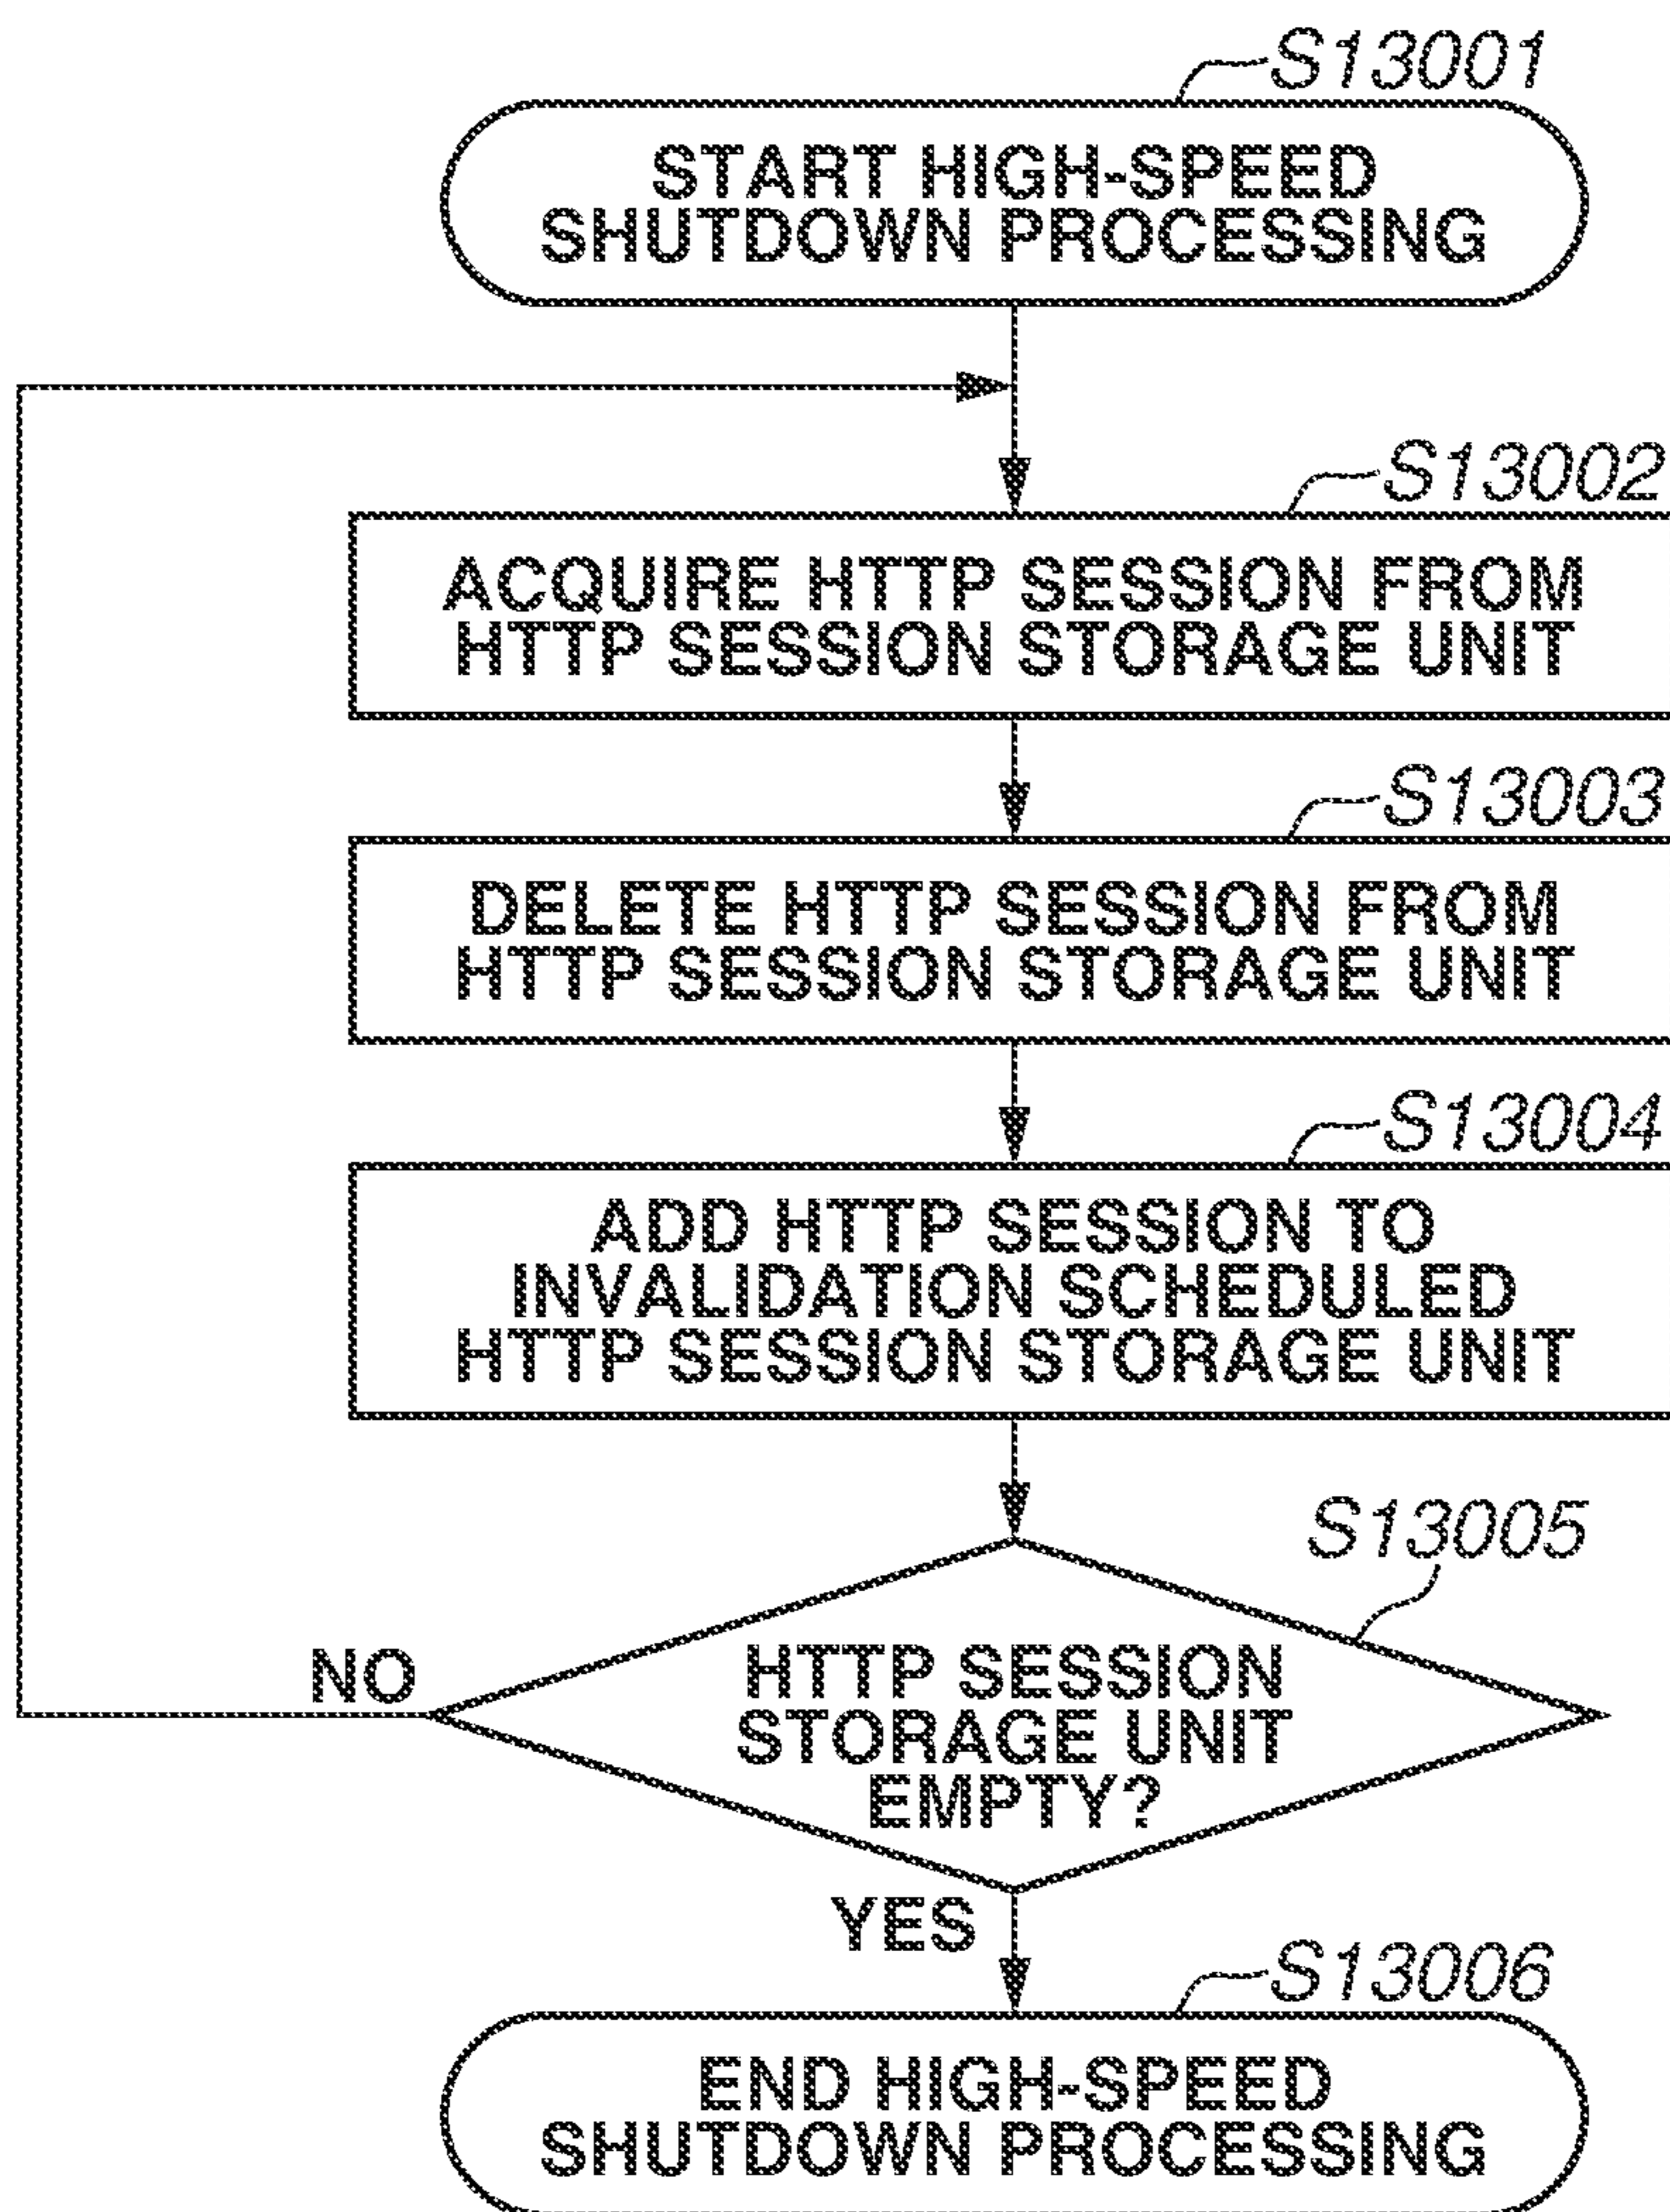 S13001
START HIGH-SPEED
SHUTDOWN PROCESSING
S13002
ACQUIRE HTTP SESSION FROM
HTTP SESSION STORAGE UNIT
S13003
DELETE HTTP SESSION FROM
HTTP SESSION STORAGE UNIT
S13004
ADD HTTP SESSION TO
INVALIDATION SCHEDULED
HTTP SESSION STORAGE UNIT
S13005
HTTP SESSION
STORAGE UNIT
EMPTY?
NO
YES
S13006
END HIGH-SPEED
SHUTDOWN PROCESSING